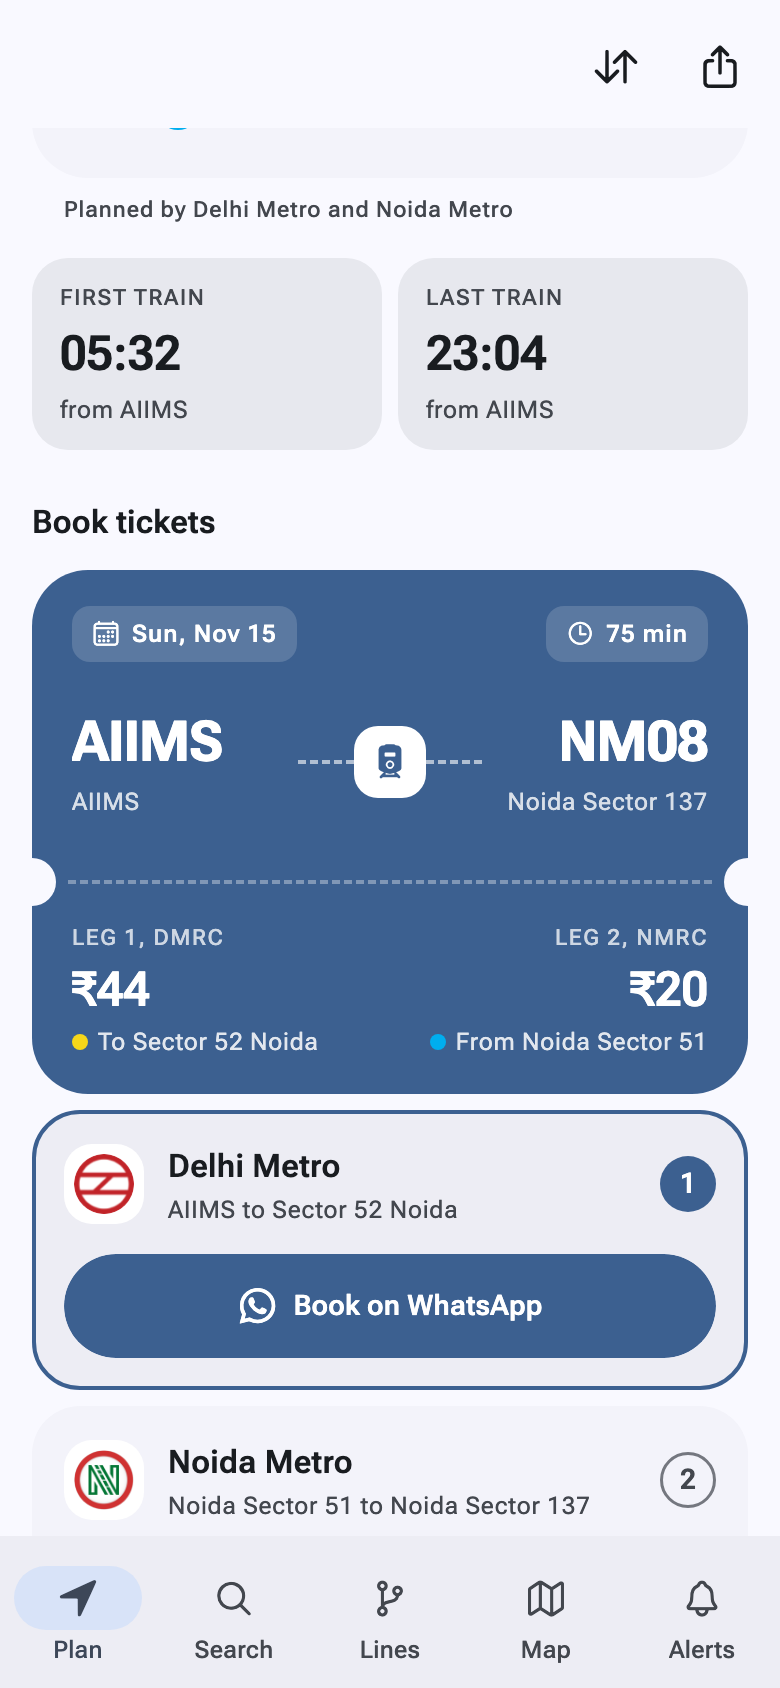 Planned by Delhi Metro and Noida Metro
FIRST TRAIN
05:32
from AIIMS
LAST TRAIN
23:04
from AIIMS
Book tickets
Sun, Nov 15
75 min
AIIMS
AIIMS
NM08
Noida Sector 137
LEG 1, DMRC
₹44
To Sector 52 Noida
LEG 2, NMRC
₹20
From Noida Sector 51
Delhi Metro
AIIMS to Sector 52 Noida
1
Book on WhatsApp
Noida Metro
Noida Sector 51 to Noida Sector 137
2
Plan
Search
Lines
Map
Alerts